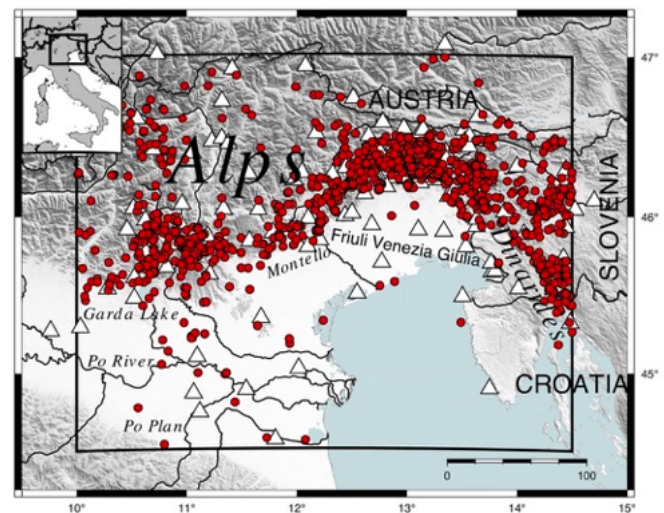 AUSTRIA
Alps
SLOVENIA
Friuli Venezia Giulia
Montello
Dinarides
Garda Lake
Po River
CROATIA
Po Plan
0 100
47°
46°
45°
10° 11° 12° 13° 14° 15°